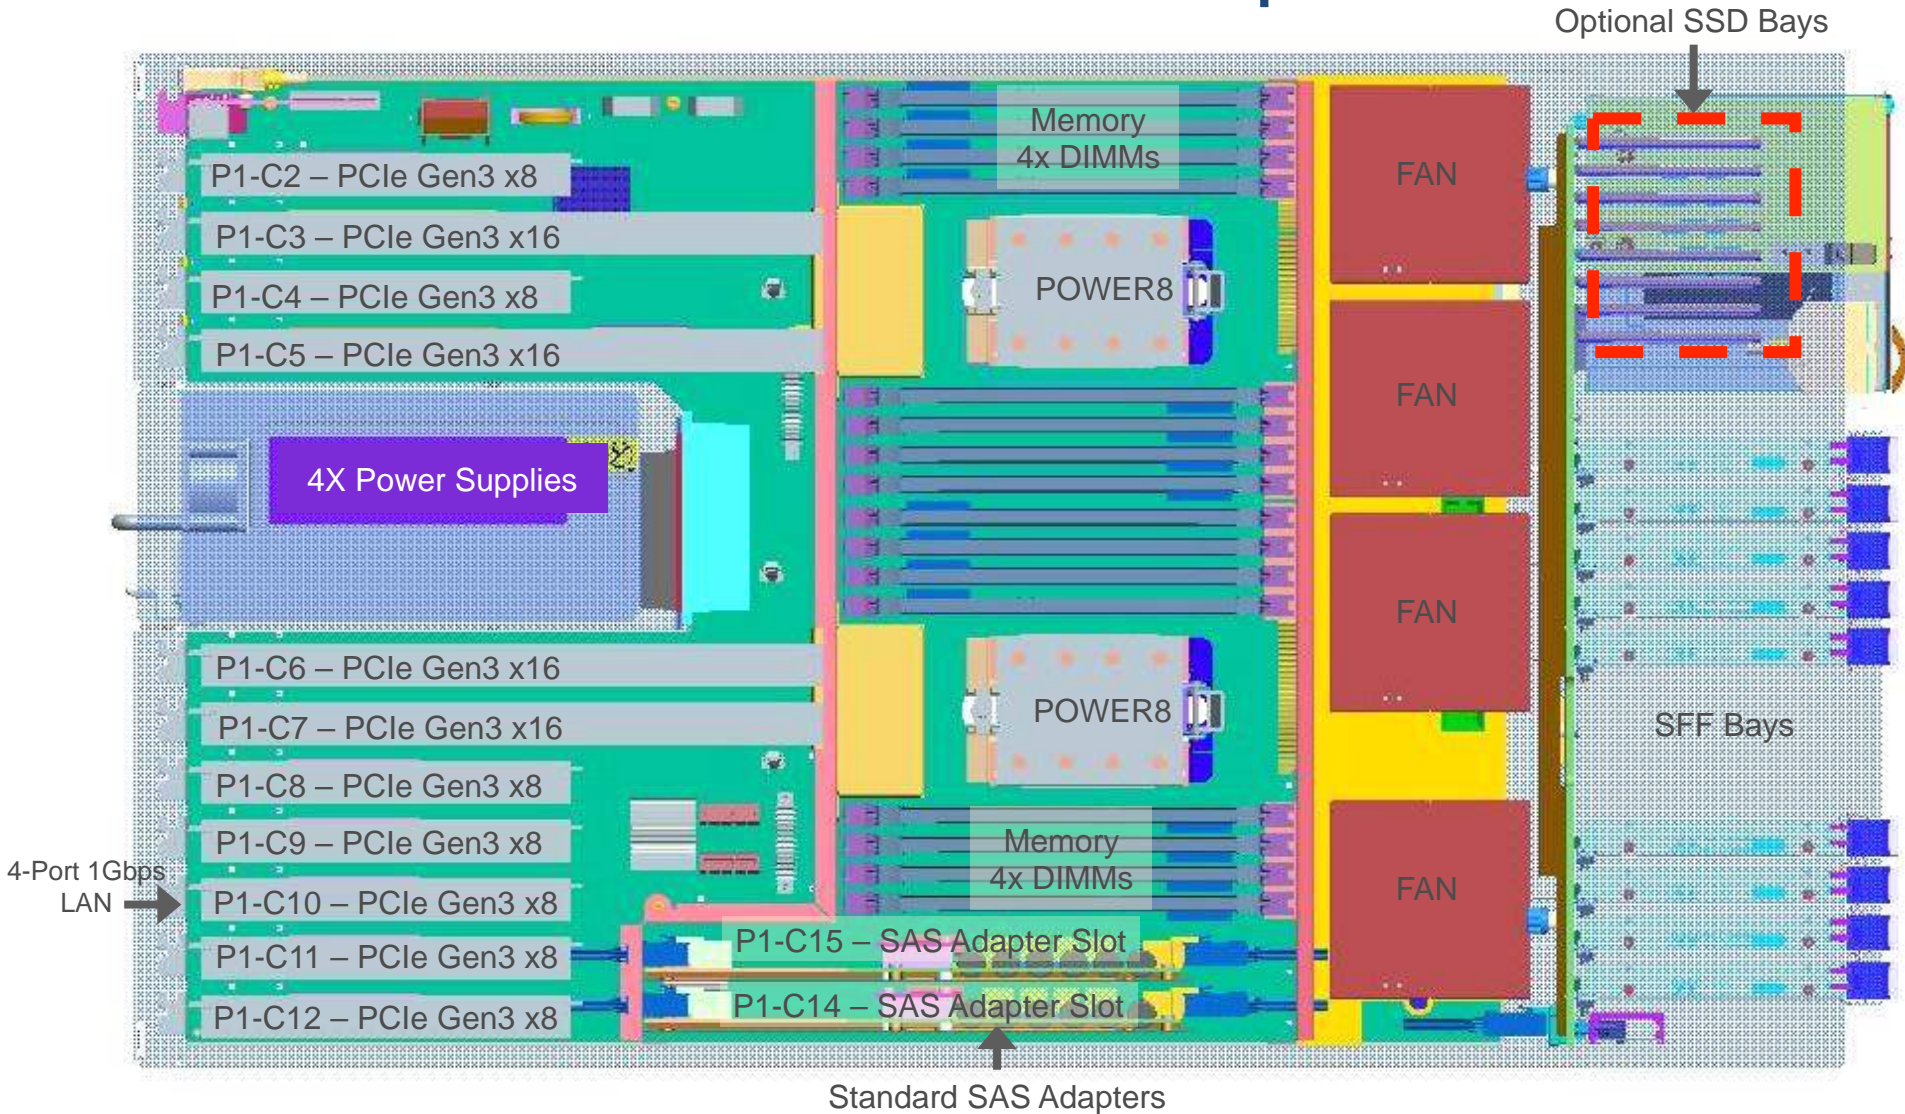 Optional SSD Bays
Memory
4x DIMMs
FAN
P1-C2 – PCIe Gen3 x8
P1-C3 – PCIe Gen3 x16
P1-C4 – PCIe Gen3 x8
POWER8
P1-C5 – PCIe Gen3 x16
FAN
4X Power Supplies
FAN
P1-C6 – PCIe Gen3 x16
P1-C7 – PCIe Gen3 x16
POWER8
SFF Bays
P1-C8 – PCIe Gen3 x8
P1-C9 – PCIe Gen3 x8
Memory
4x DIMMs
4-Port 1Gbps
LAN
FAN
P1-C10 – PCIe Gen3 x8
P1-C15 – SAS Adapter Slot
P1-C11 – PCIe Gen3 x8
P1-C14 – SAS Adapter Slot
P1-C12 – PCIe Gen3 x8
Standard SAS Adapters